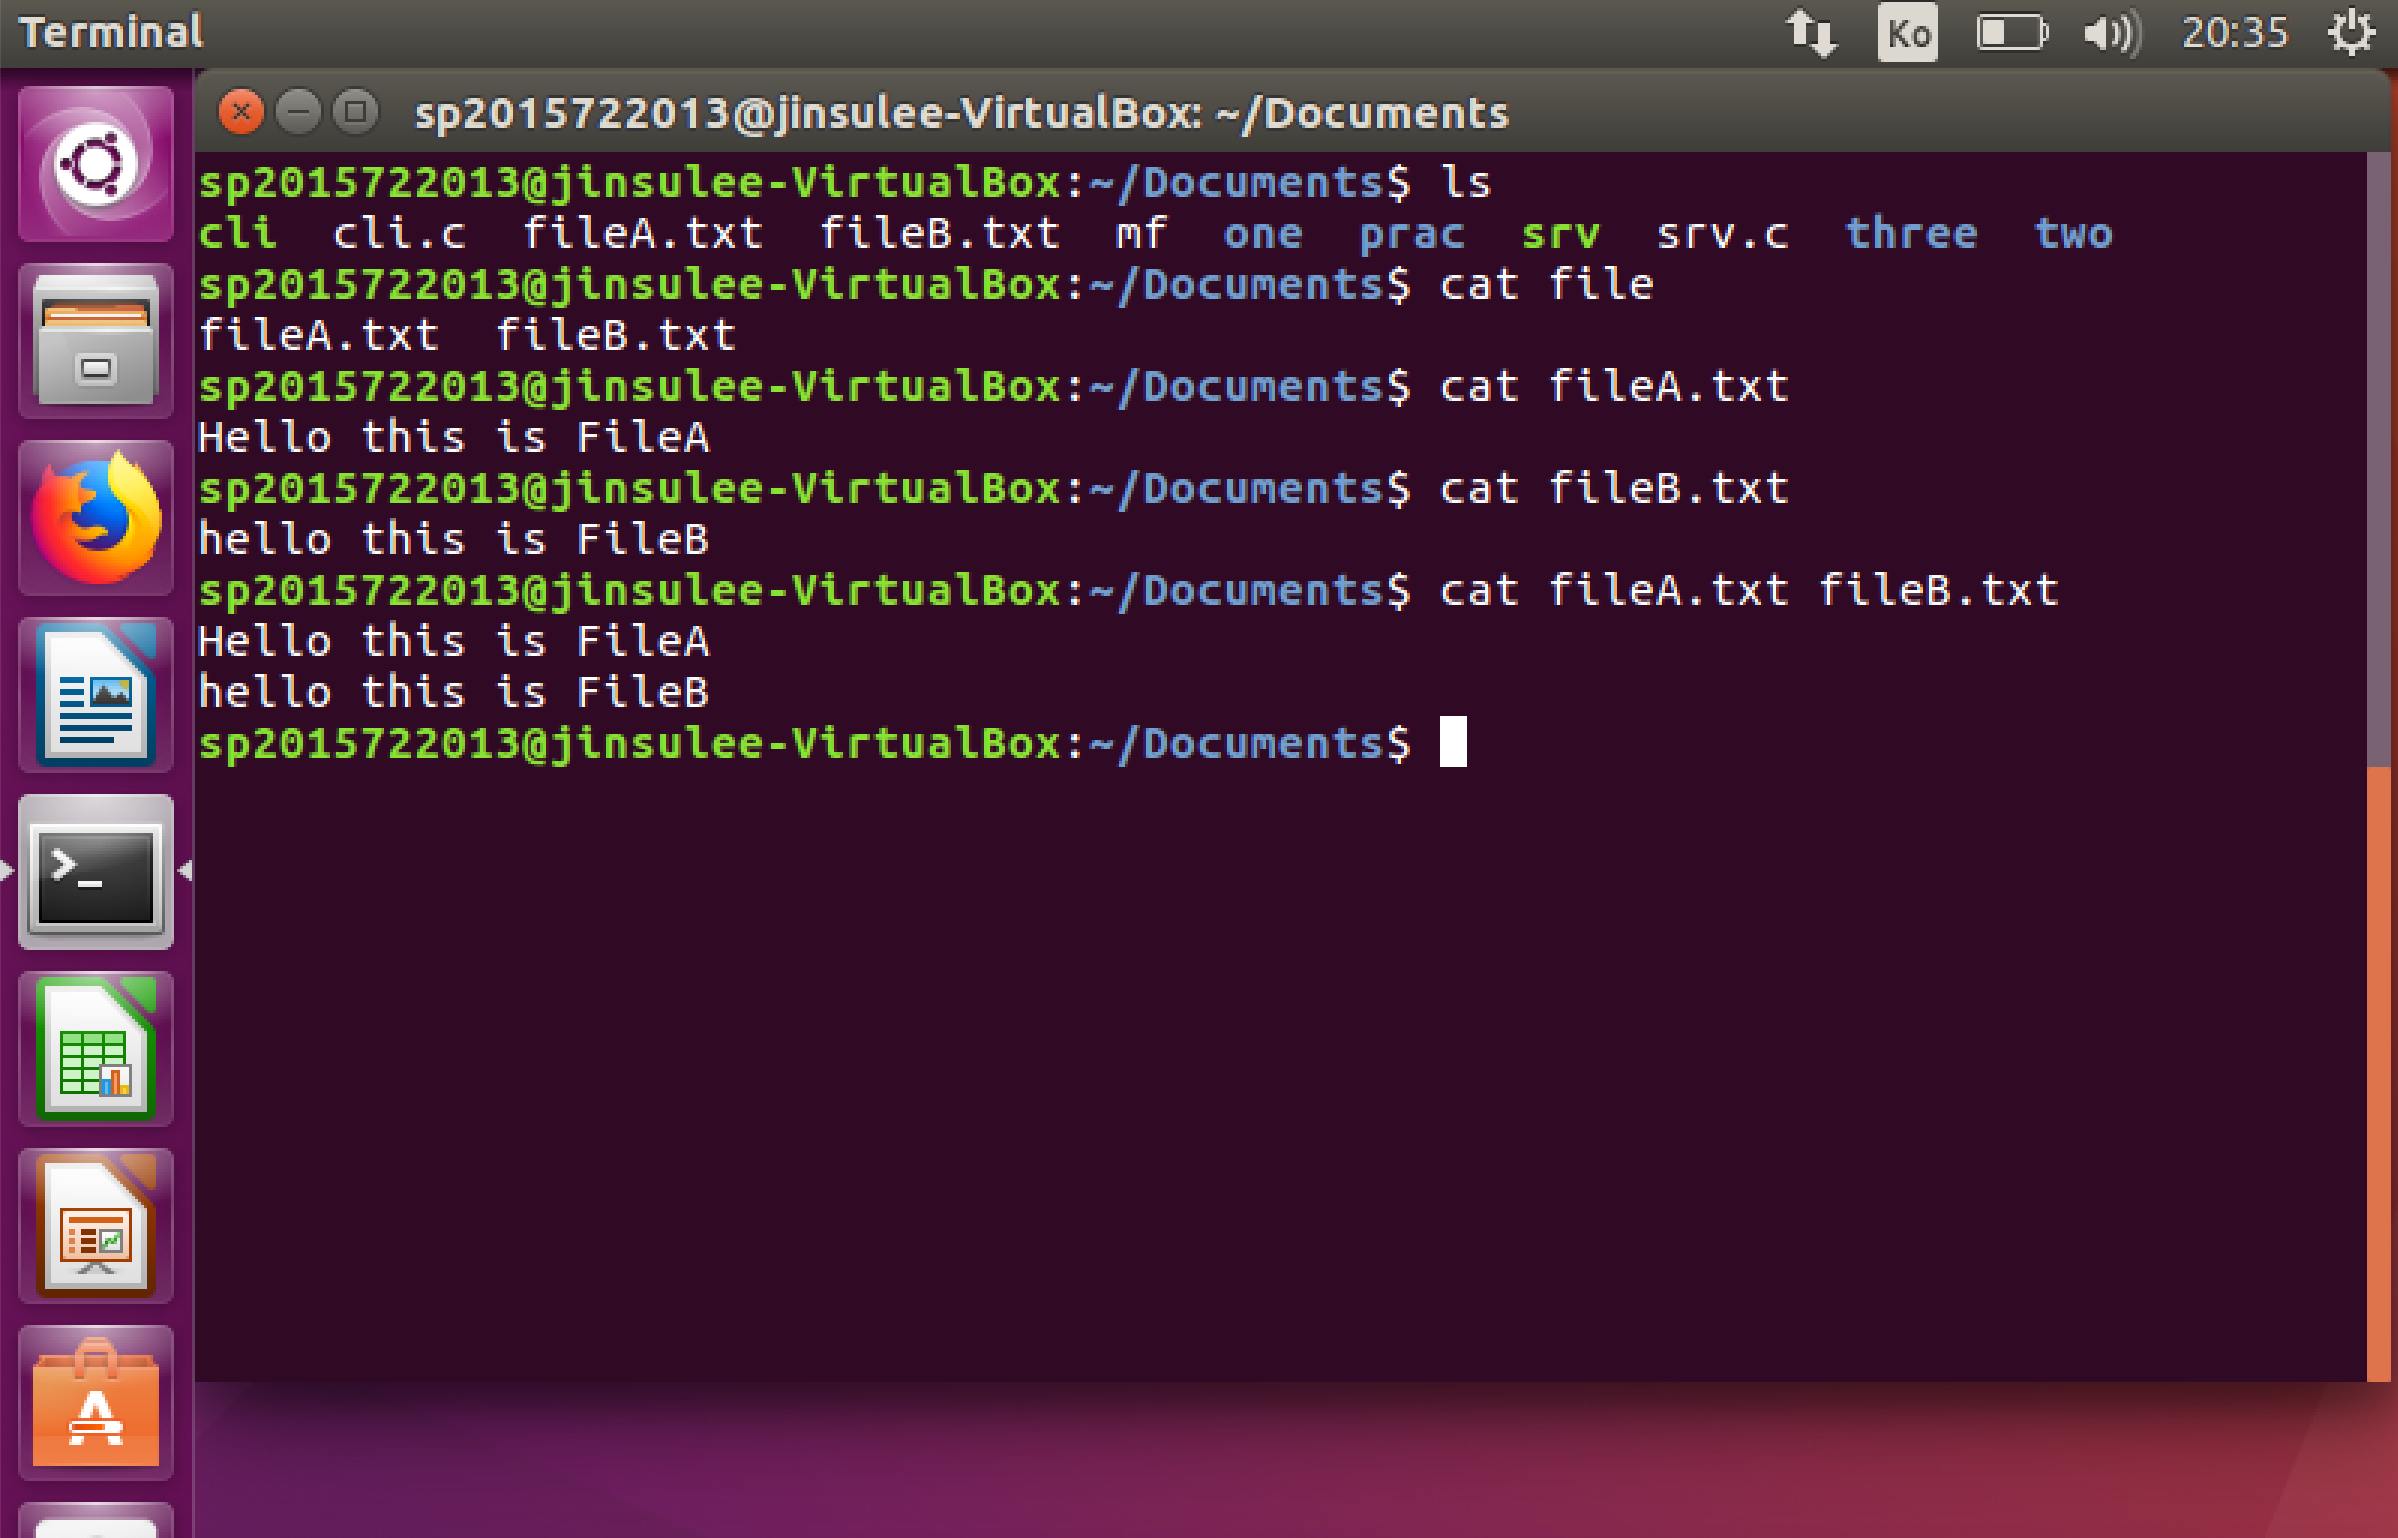 Terminal
Ko 20:35
sp2015722013@jinsulee-VirtualBox: ~/Documents
sp2015722013@jinsulee-VirtualBox:~/Documents$ ls
cli cli.c fileA.txt fileB.txt mf one prac srv srv.c three two
sp2015722013@jinsulee-VirtualBox:~/Documents$ cat file
fileA.txt fileB.txt
sp2015722013@jinsulee-VirtualBox:~/Documents$ cat fileA.txt
Hello this is FileA
sp2015722013@jinsulee-VirtualBox:~/Documents$ cat fileB.txt
hello this is FileB
sp2015722013@jinsulee-VirtualBox:~/Documents$ cat fileA.txt fileB.txt
Hello this is FileA
hello this is FileB
sp2015722013@jinsulee-VirtualBox:~/Documents$